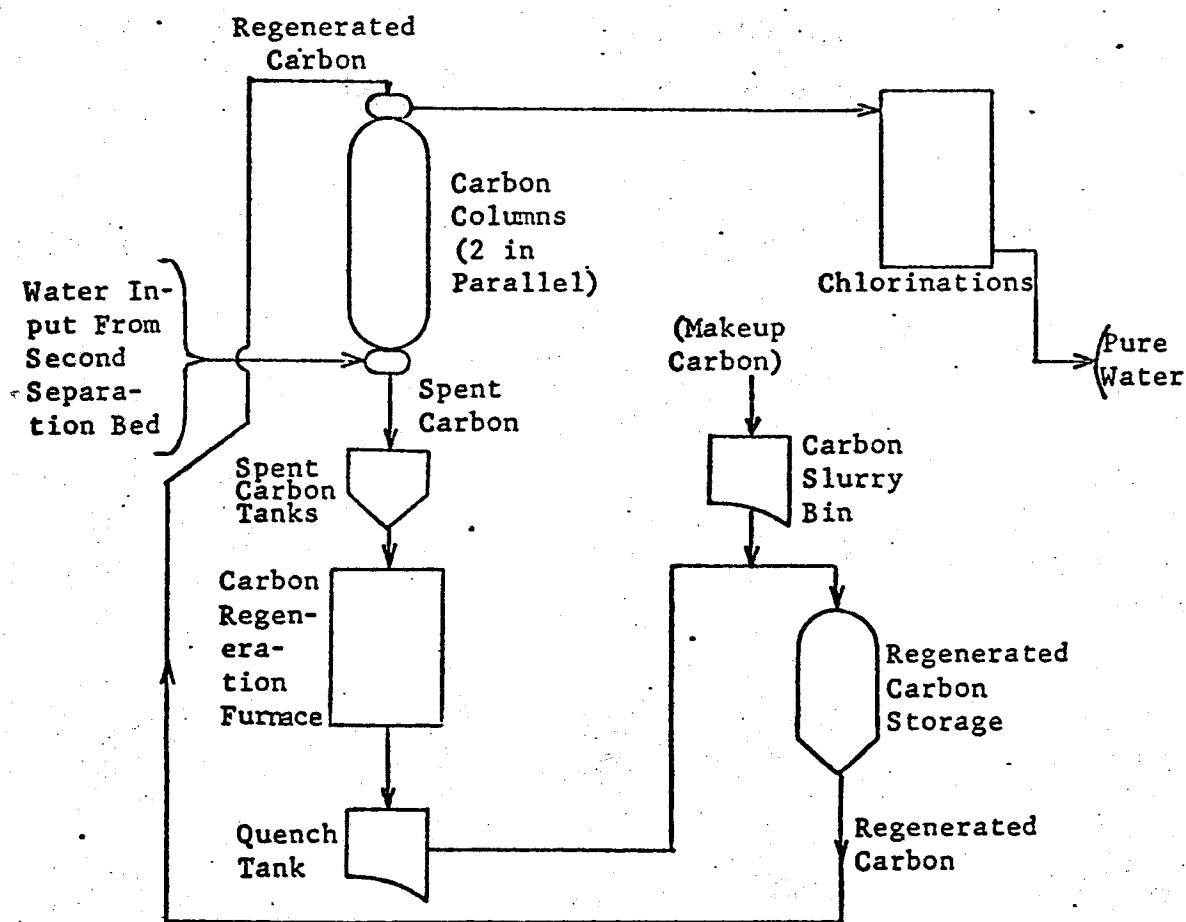 Regenerated
Carbon
Carbon
Columns
(2 in
Parallel)
Water In-
put From
Second
Separa-
tion Bed
Chlorinations
(Pure
Water
(Makeup
Carbon)
Spent
Carbon
Carbon
Slurry
Bin
Spent
Carbon
Tanks
Carbon
Regen-
era-
tion
Furnace
Regenerated
Carbon
Storage
Quench
Tank
Regenerated
Carbon